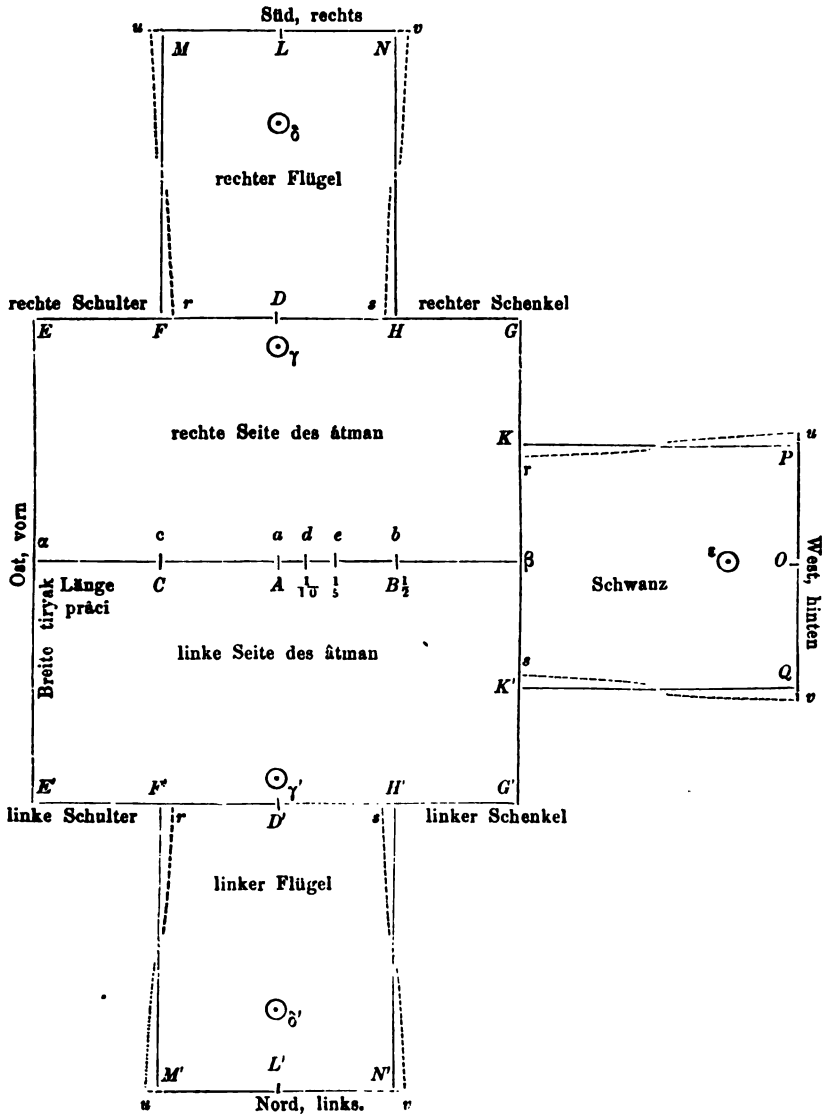 Süd, rechts
u v
M L N
δ
rechter Flügel
rechte Schulter r D s rechter Schenkel
E F H G
γ
rechte Seite des âtman
K u
r P
Ost, vorn
α c a d e b β ε O
C A 1/10 1/5 B 1/2
Länge
prâci
Breite tiryak
Schwanz
West, hinten
linke Seite des âtman
s Q
K' v
E' F' γ' H' G'
linke Schulter r D' s linker Schenkel
linker Flügel
δ'
L'
M' N'
u Nord, links. v